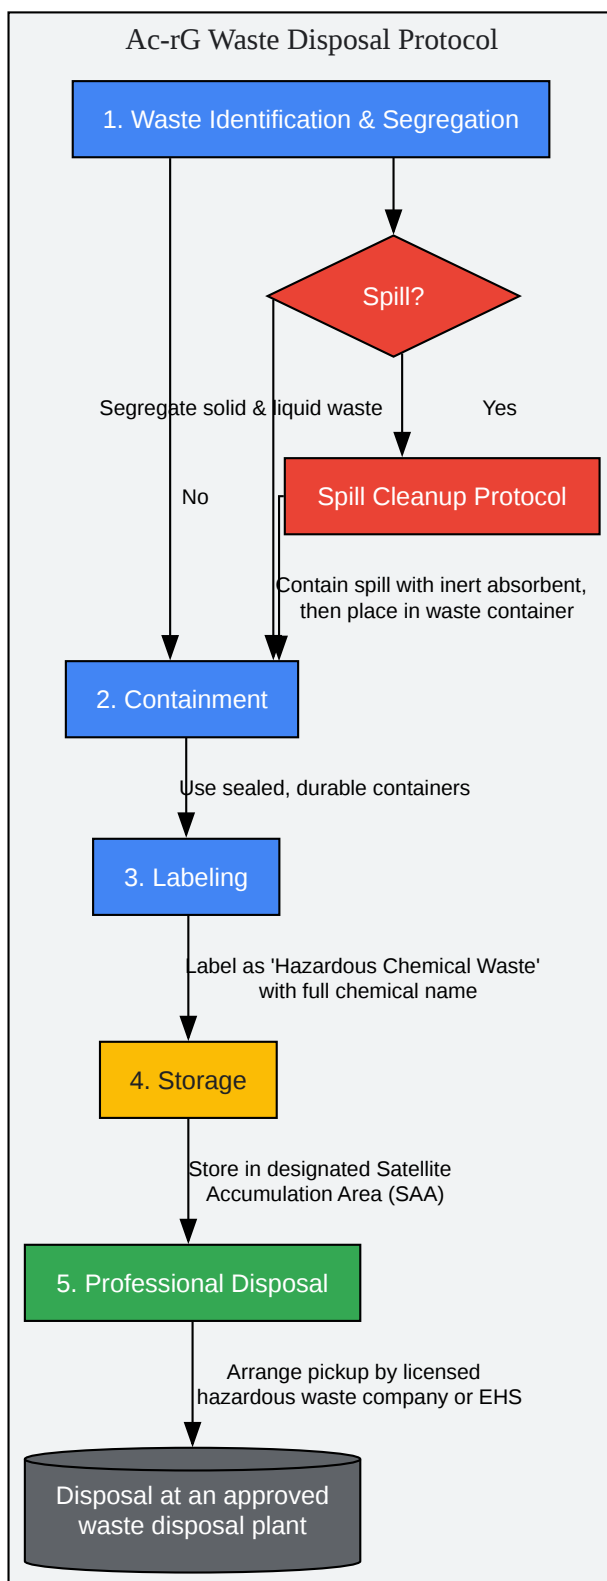 Ac-rG Waste Disposal Protocol
1. Waste Identification & Segregation
Spill?
Segregate solid & liquid waste
Yes
No
Spill Cleanup Protocol
Contain spill with inert absorbent,
then place in waste container
2. Containment
Use sealed, durable containers
3. Labeling
Label as 'Hazardous Chemical Waste'
with full chemical name
4. Storage
Store in designated Satellite
Accumulation Area (SAA)
5. Professional Disposal
Arrange pickup by licensed
hazardous waste company or EHS
Disposal at an approved
waste disposal plant